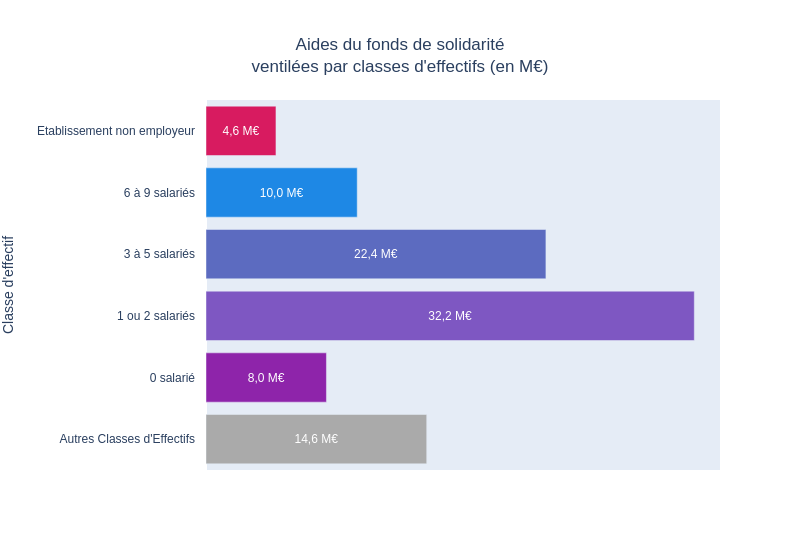 Aides du fonds de solidarité
ventilées par classes d'effectifs (en M€)
Classe d'effectif
Etablissement non employeur
4,6 M€
6 à 9 salariés
10,0 M€
3 à 5 salariés
22,4 M€
1 ou 2 salariés
32,2 M€
0 salarié
8,0 M€
Autres Classes d'Effectifs
14,6 M€